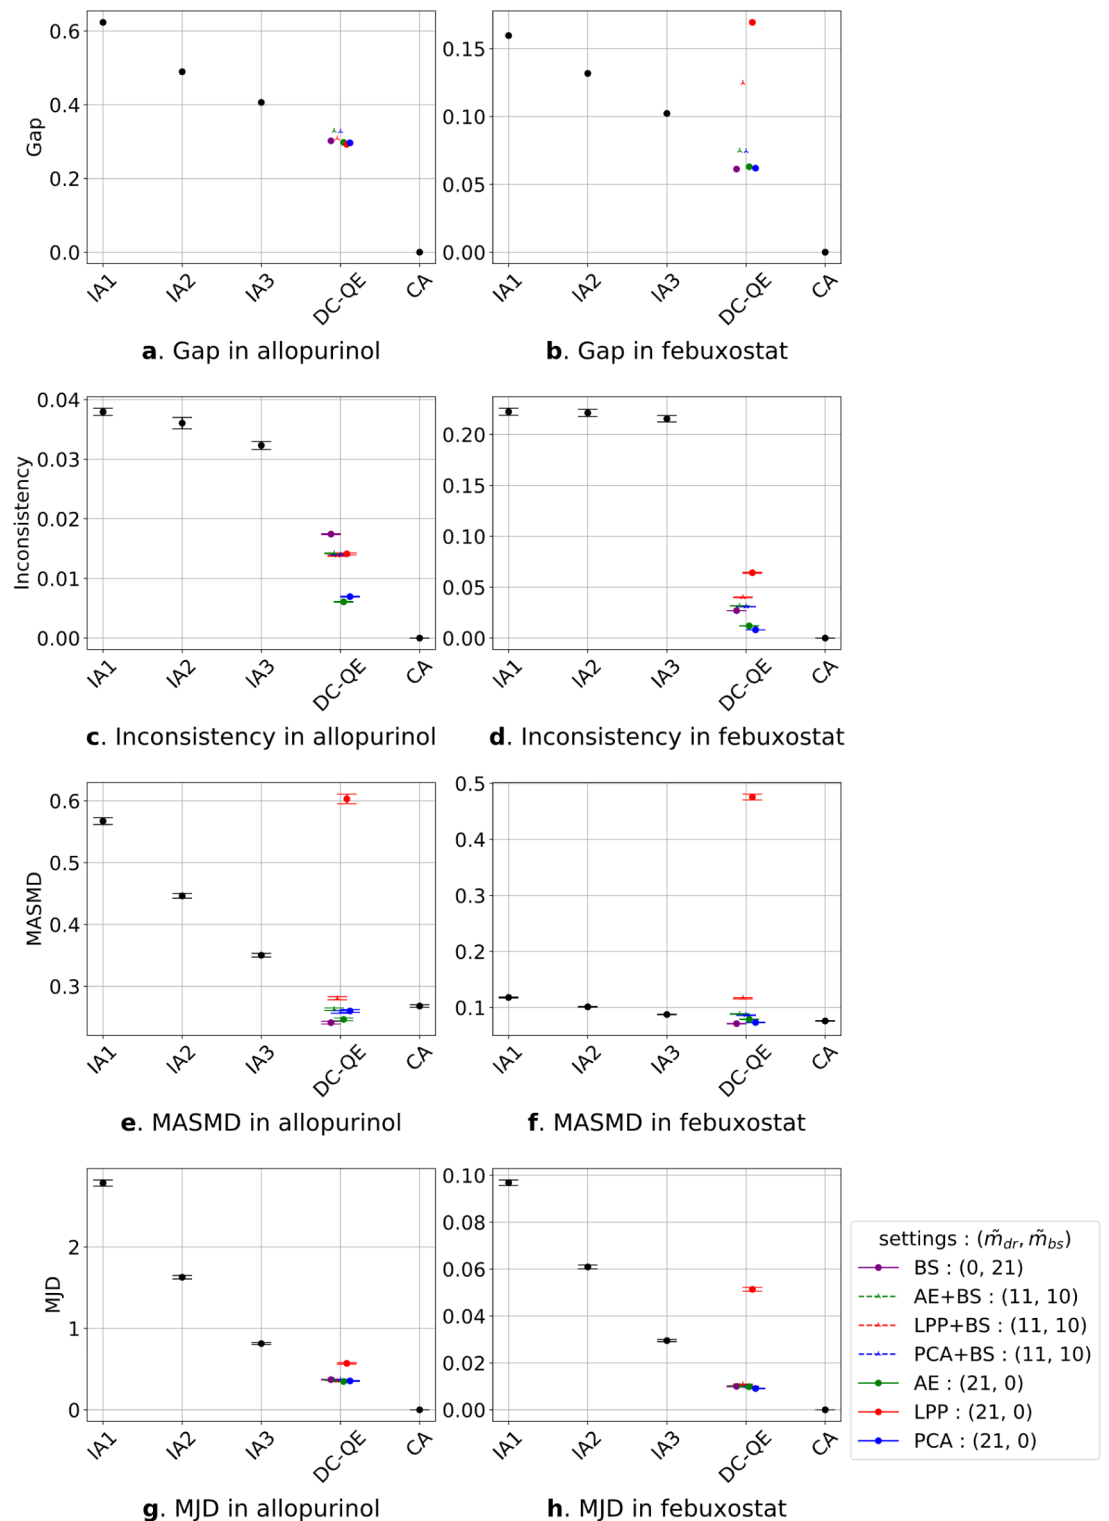 Gap
0.6
0.4
0.2
0.0
IA1
IA2
IA3
DC-QE
CA
a. Gap in allopurinol
0.15
0.10
0.05
0.00
IA1
IA2
IA3
DC-QE
CA
b. Gap in febuxostat
Inconsistency
0.04
0.03
0.02
0.01
0.00
IA1
IA2
IA3
DC-QE
CA
c. Inconsistency in allopurinol
0.20
0.15
0.10
0.05
0.00
IA1
IA2
IA3
DC-QE
CA
d. Inconsistency in febuxostat
MASMD
0.6
0.5
0.4
0.3
IA1
IA2
IA3
DC-QE
CA
e. MASMD in allopurinol
0.5
0.4
0.3
0.2
0.1
IA1
IA2
IA3
DC-QE
CA
f. MASMD in febuxostat
MJD
2
1
0
IA1
IA2
IA3
DC-QE
CA
g. MJD in allopurinol
0.10
0.08
0.06
0.04
0.02
0.00
IA1
IA2
IA3
DC-QE
CA
h. MJD in febuxostat
settings : (m̃_dr, m̃_bs)
BS : (0, 21)
AE+BS : (11, 10)
LPP+BS : (11, 10)
PCA+BS : (11, 10)
AE : (21, 0)
LPP : (21, 0)
PCA : (21, 0)